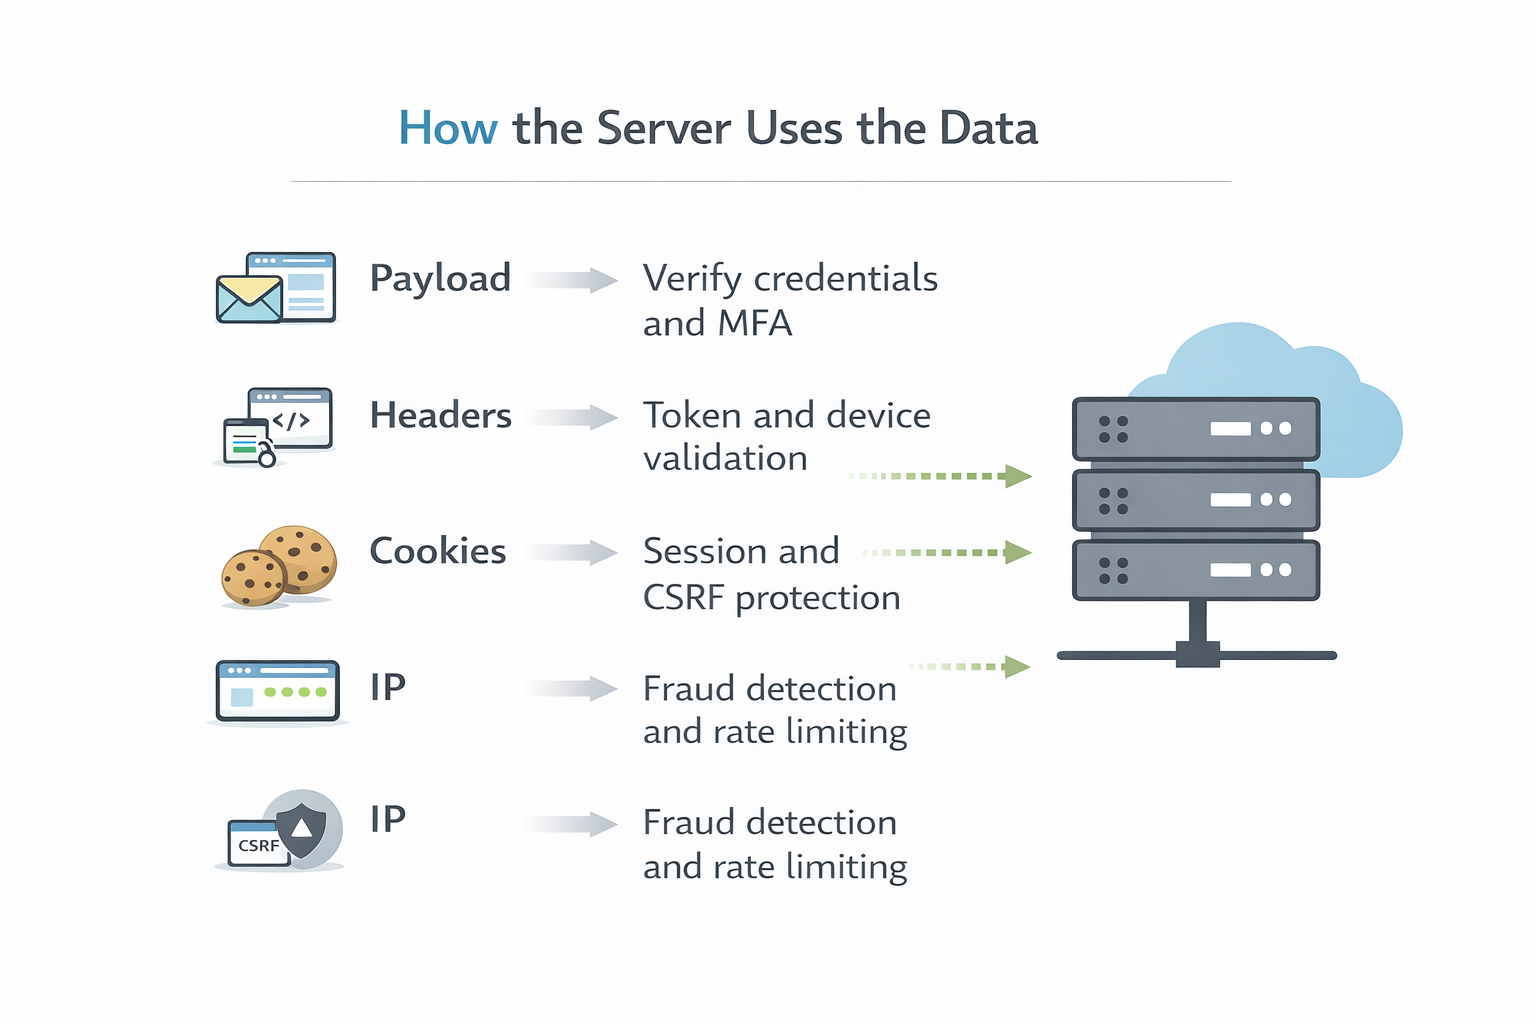 How the Server Uses the Data
Payload
Verify credentials
and MFA
</>
Headers
Token and device
validation
Cookies
Session and
CSRF protection
IP
Fraud detection
and rate limiting
CSRF
IP
Fraud detection
and rate limiting